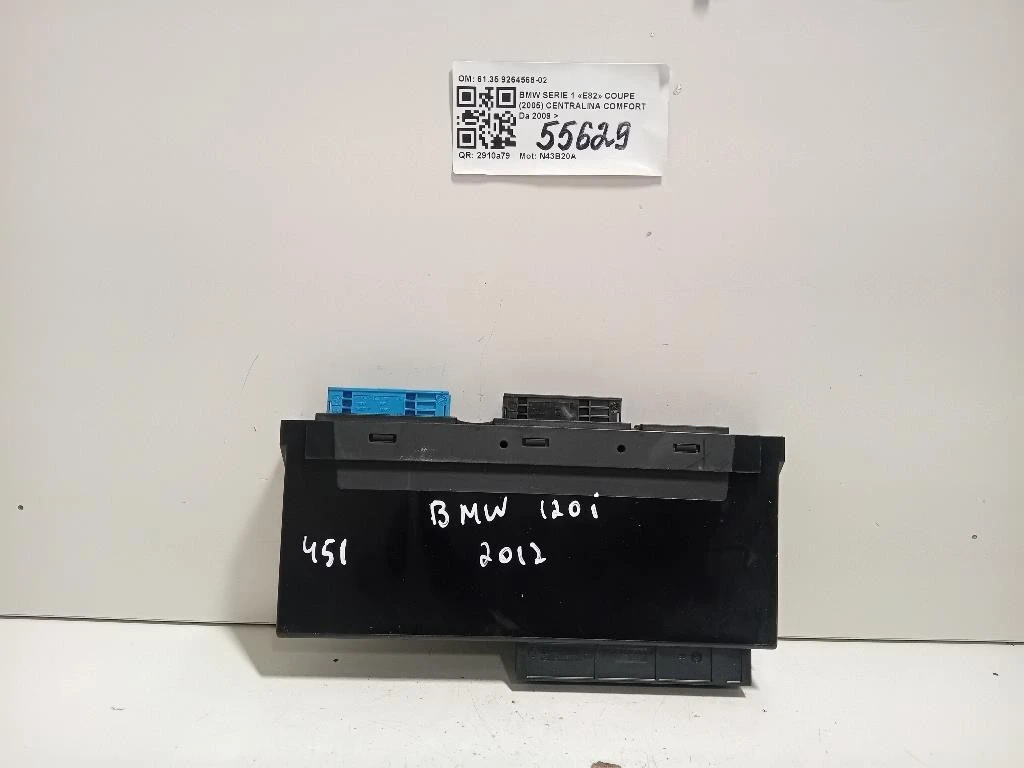 OM: 61.35 9264568-02
BMW SERIE 1 «E82» COUPE
(2005) CENTRALINA COMFORT
Da 2009 >
55629
QR: 2910a79 Mot: N43B20A
BMW 120i
451 2012